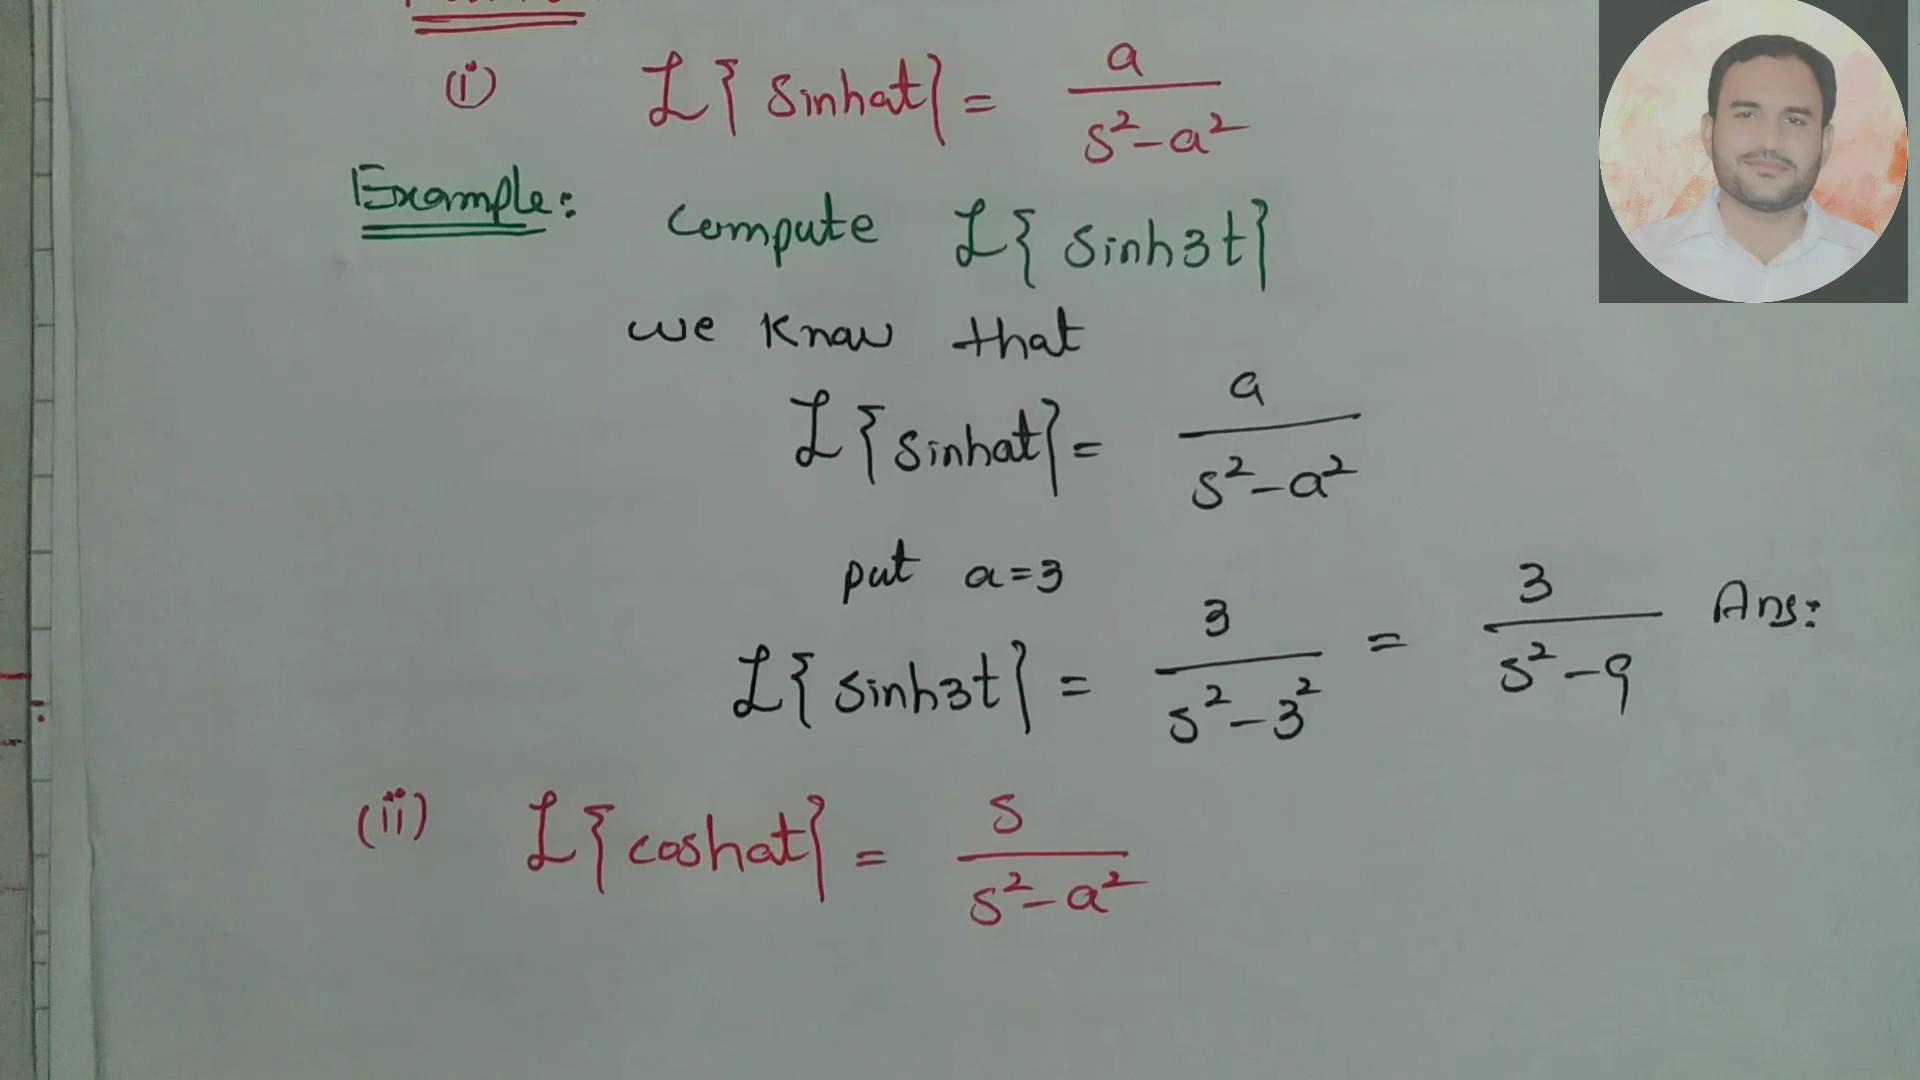 (i) ℒ{sinhat} = a/(s²-a²)
Example: Compute ℒ{sinh3t}
we know that
ℒ{sinhat} = a/(s²-a²)
put a=3
ℒ{sinh3t} = 3/(s²-3²) = 3/(s²-9) Ans:
(ii) ℒ{coshat} = s/(s²-a²)